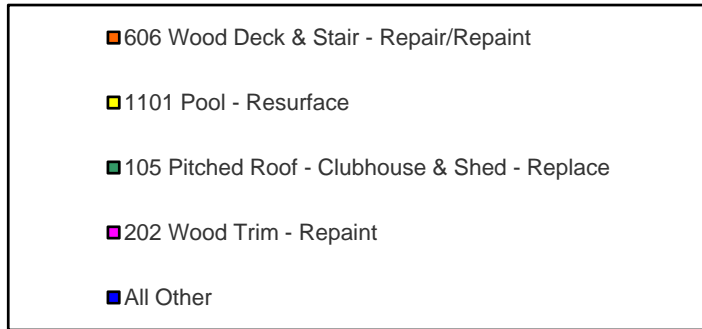 606 Wood Deck & Stair - Repair/Repaint
1101 Pool - Resurface
105 Pitched Roof - Clubhouse & Shed - Replace
202 Wood Trim - Repaint
All Other